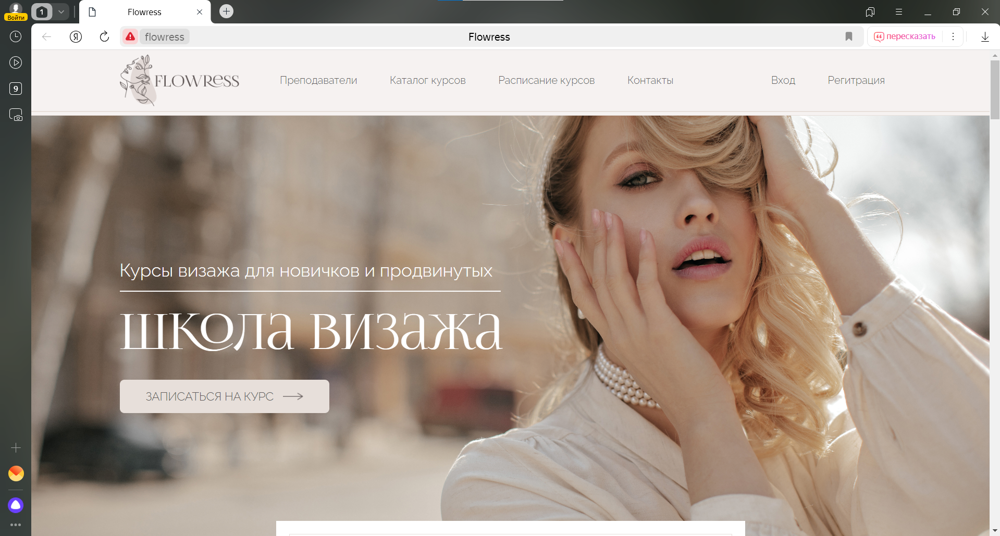 1
Flowress
Войти
flowress
Flowress
пересказать
9
FLOWRESS
Преподаватели
Каталог курсов
Расписание курсов
Контакты
Вход
Регитрация
Курсы визажа для новичков и продвинутых
ШКОЛА ВИЗАЖА
ЗАПИСАТЬСЯ НА КУРС